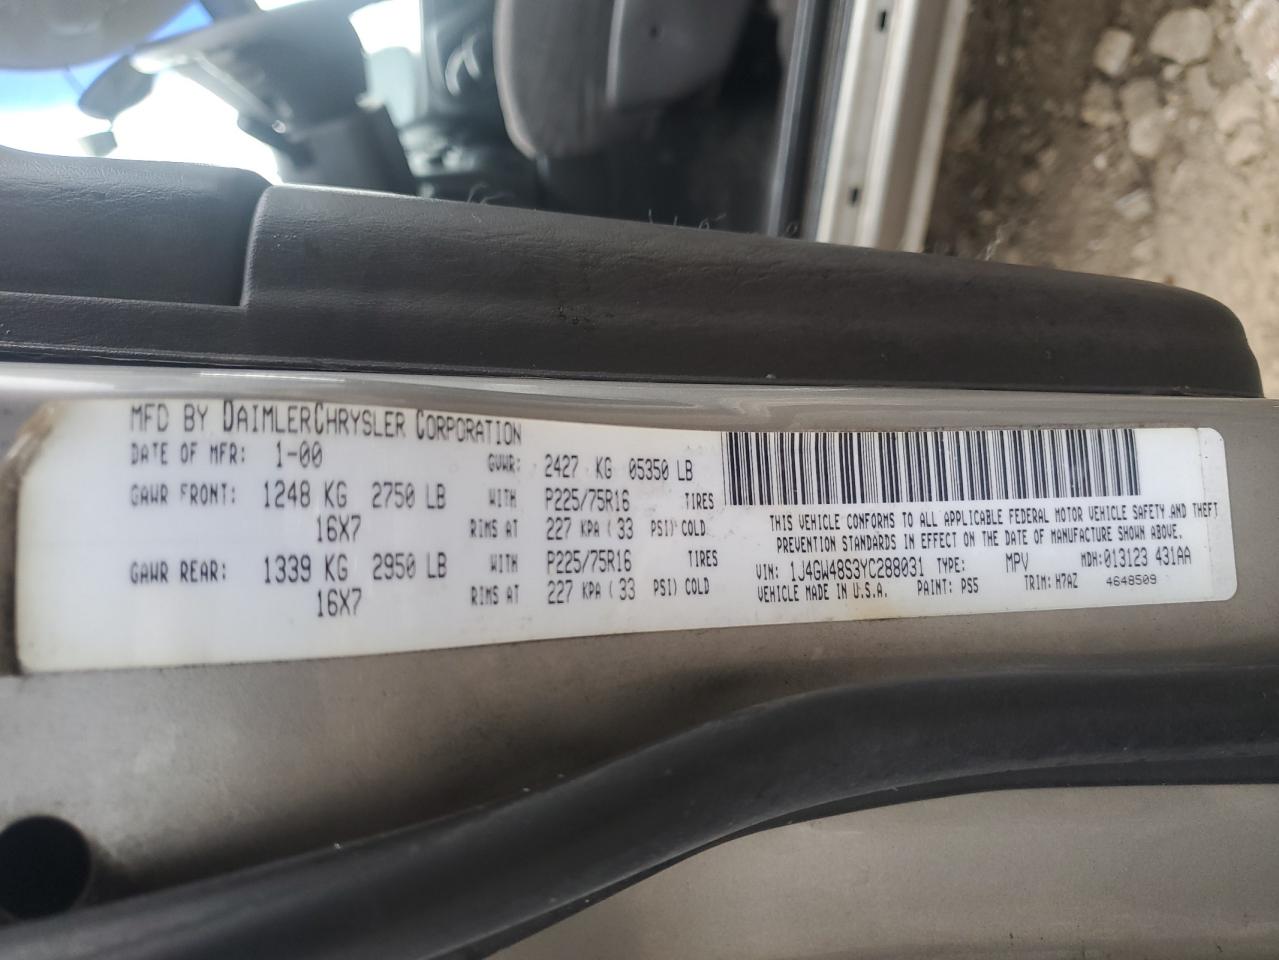 MFD BY DAIMLERCHRYSLER CORPORATION
DATE OF MFR: 1-00 GVWR: 2427 KG 05350 LB
GAWR FRONT: 1248 KG 2750 LB WITH P225/75R16 TIRES
16X7 RIMS AT 227 KPA ( 33 PSI) COLD
GAWR REAR: 1339 KG 2950 LB WITH P225/75R16 TIRES
16X7 RIMS AT 227 KPA ( 33 PSI) COLD
THIS VEHICLE CONFORMS TO ALL APPLICABLE FEDERAL MOTOR VEHICLE SAFETY AND THEFT
PREVENTION STANDARDS IN EFFECT ON THE DATE OF MANUFACTURE SHOWN ABOVE.
VIN: 1J4GW48S3YC288031 TYPE: MPV MDH: 013123 431AA
VEHICLE MADE IN U.S.A. PAINT: PS5 TRIM: H7AZ 4648509